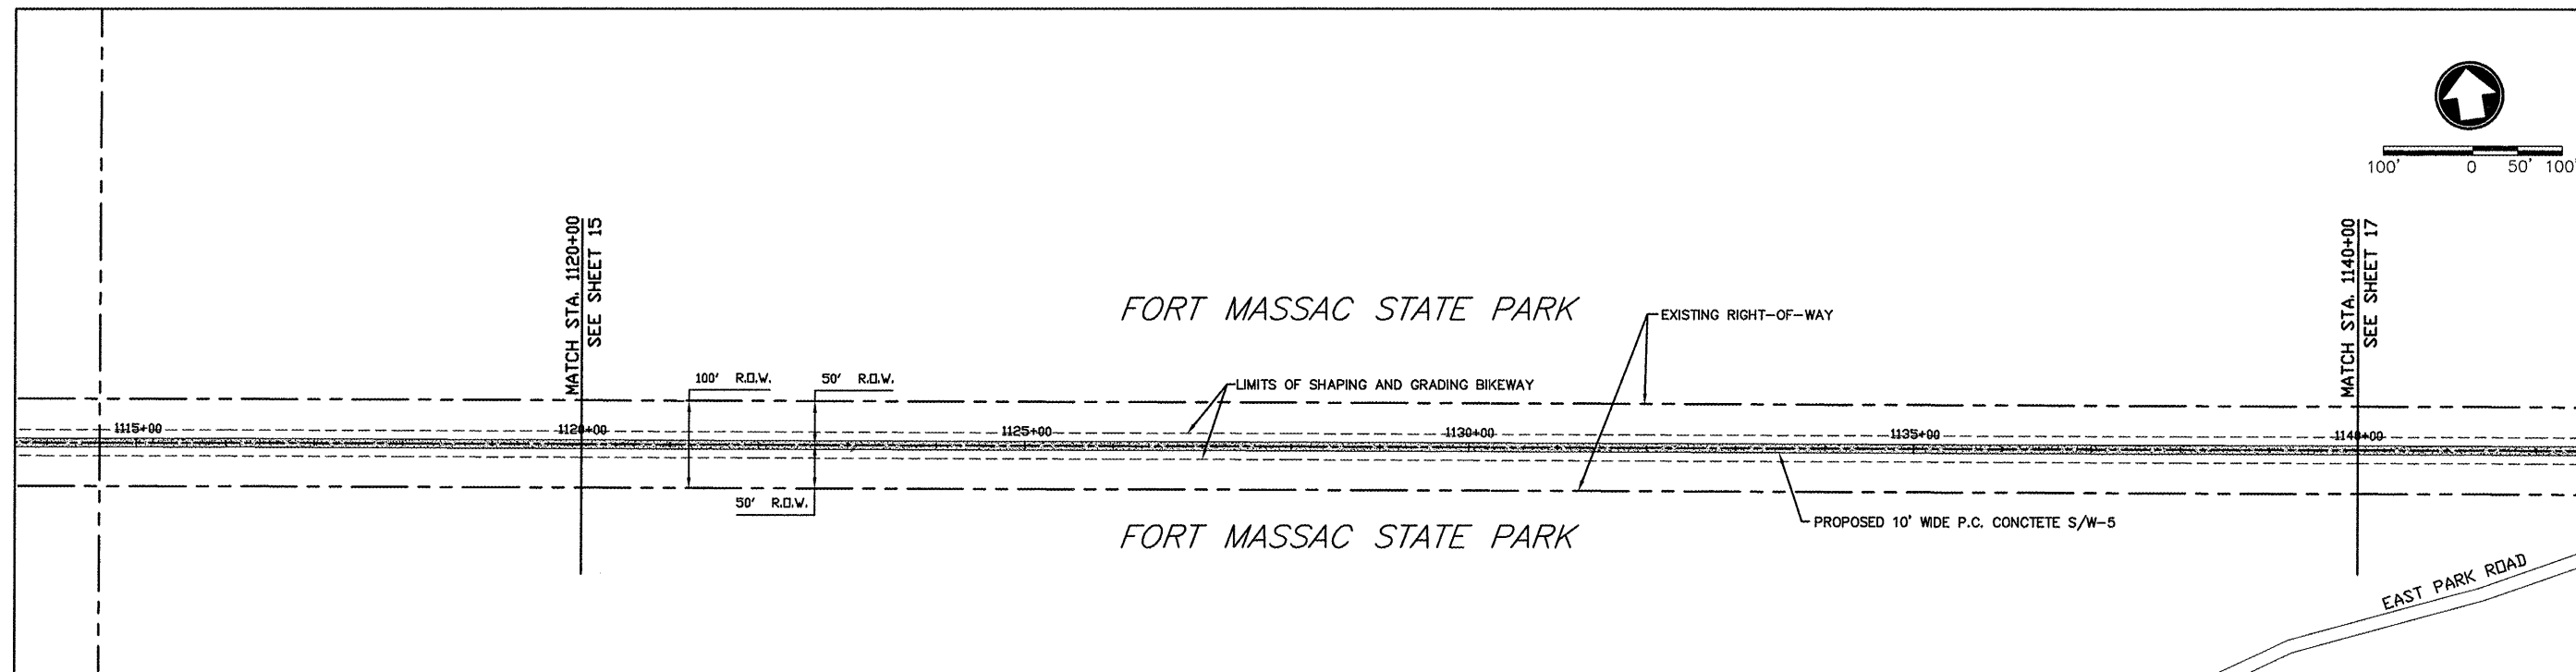 100' 0 50' 100'
MATCH STA. 1120+00
SEE SHEET 15
MATCH STA. 1140+00
SEE SHEET 17
FORT MASSAC STATE PARK
EXISTING RIGHT-OF-WAY
100' R.O.W.
50' R.O.W.
LIMITS OF SHAPING AND GRADING BIKEWAY
1115+00
1120+00
1125+00
1130+00
1135+00
1140+00
50' R.O.W.
PROPOSED 10' WIDE P.C. CONCTETE S/W-5
FORT MASSAC STATE PARK
EAST PARK ROAD